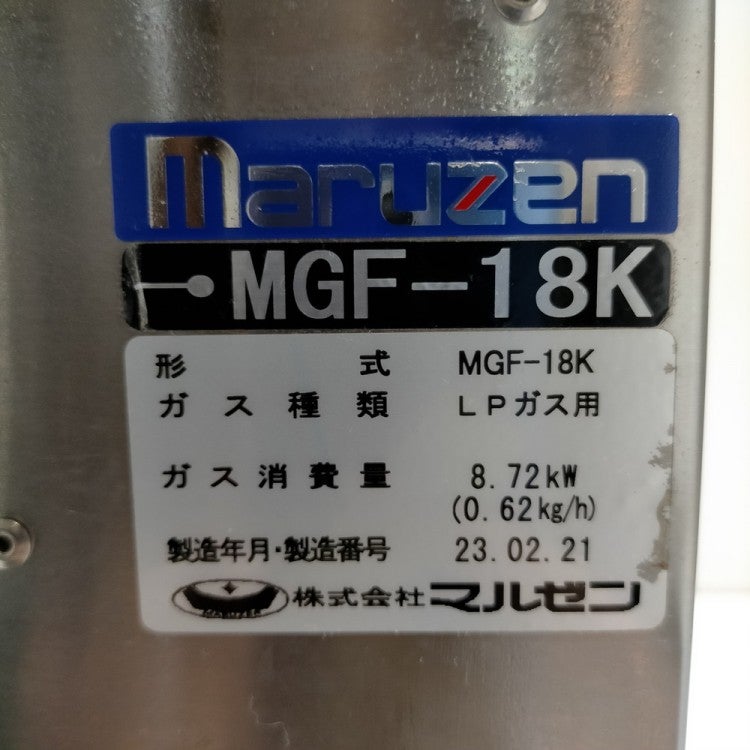 maruzen
MGF-18K
形式 MGF-18K
ガス種類 LPガス用
ガス消費量 8.72kW
(0.62kg/h)
製造年月・製造番号 23.02.21
MARUZEN 株式会社マルゼン